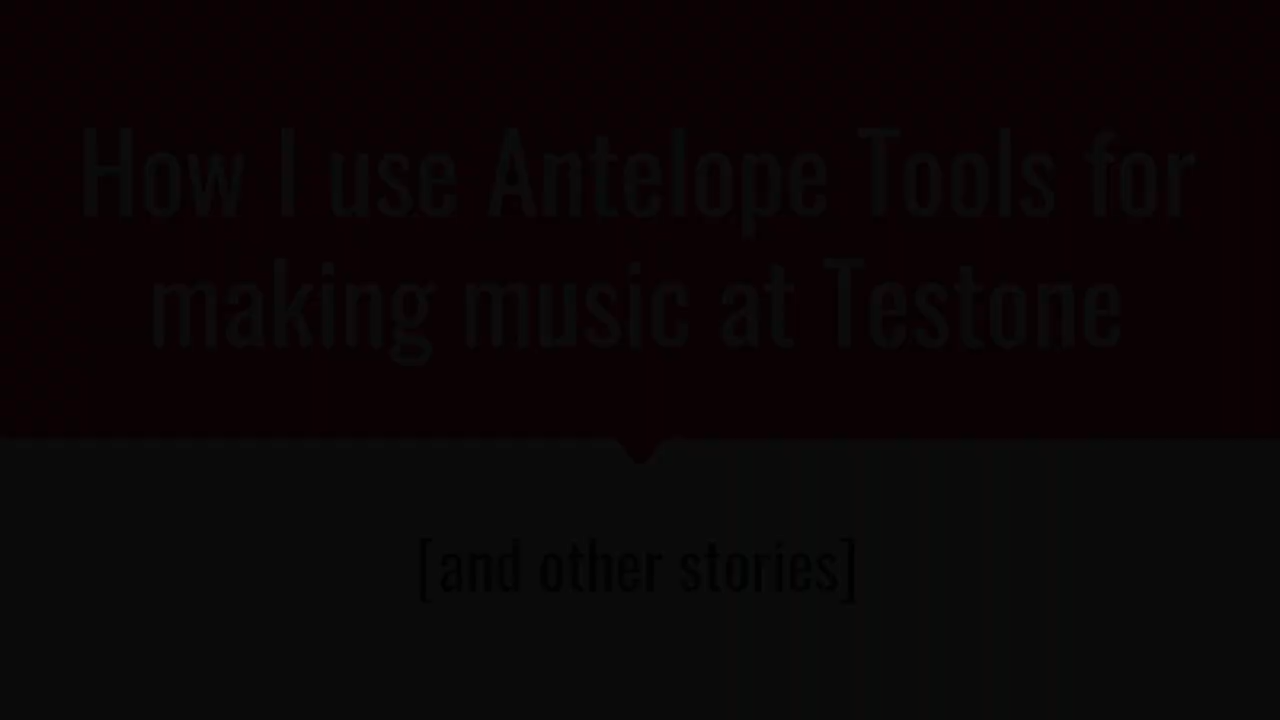 How I use Antelope Tools for
making music at Testone
[and other stories]